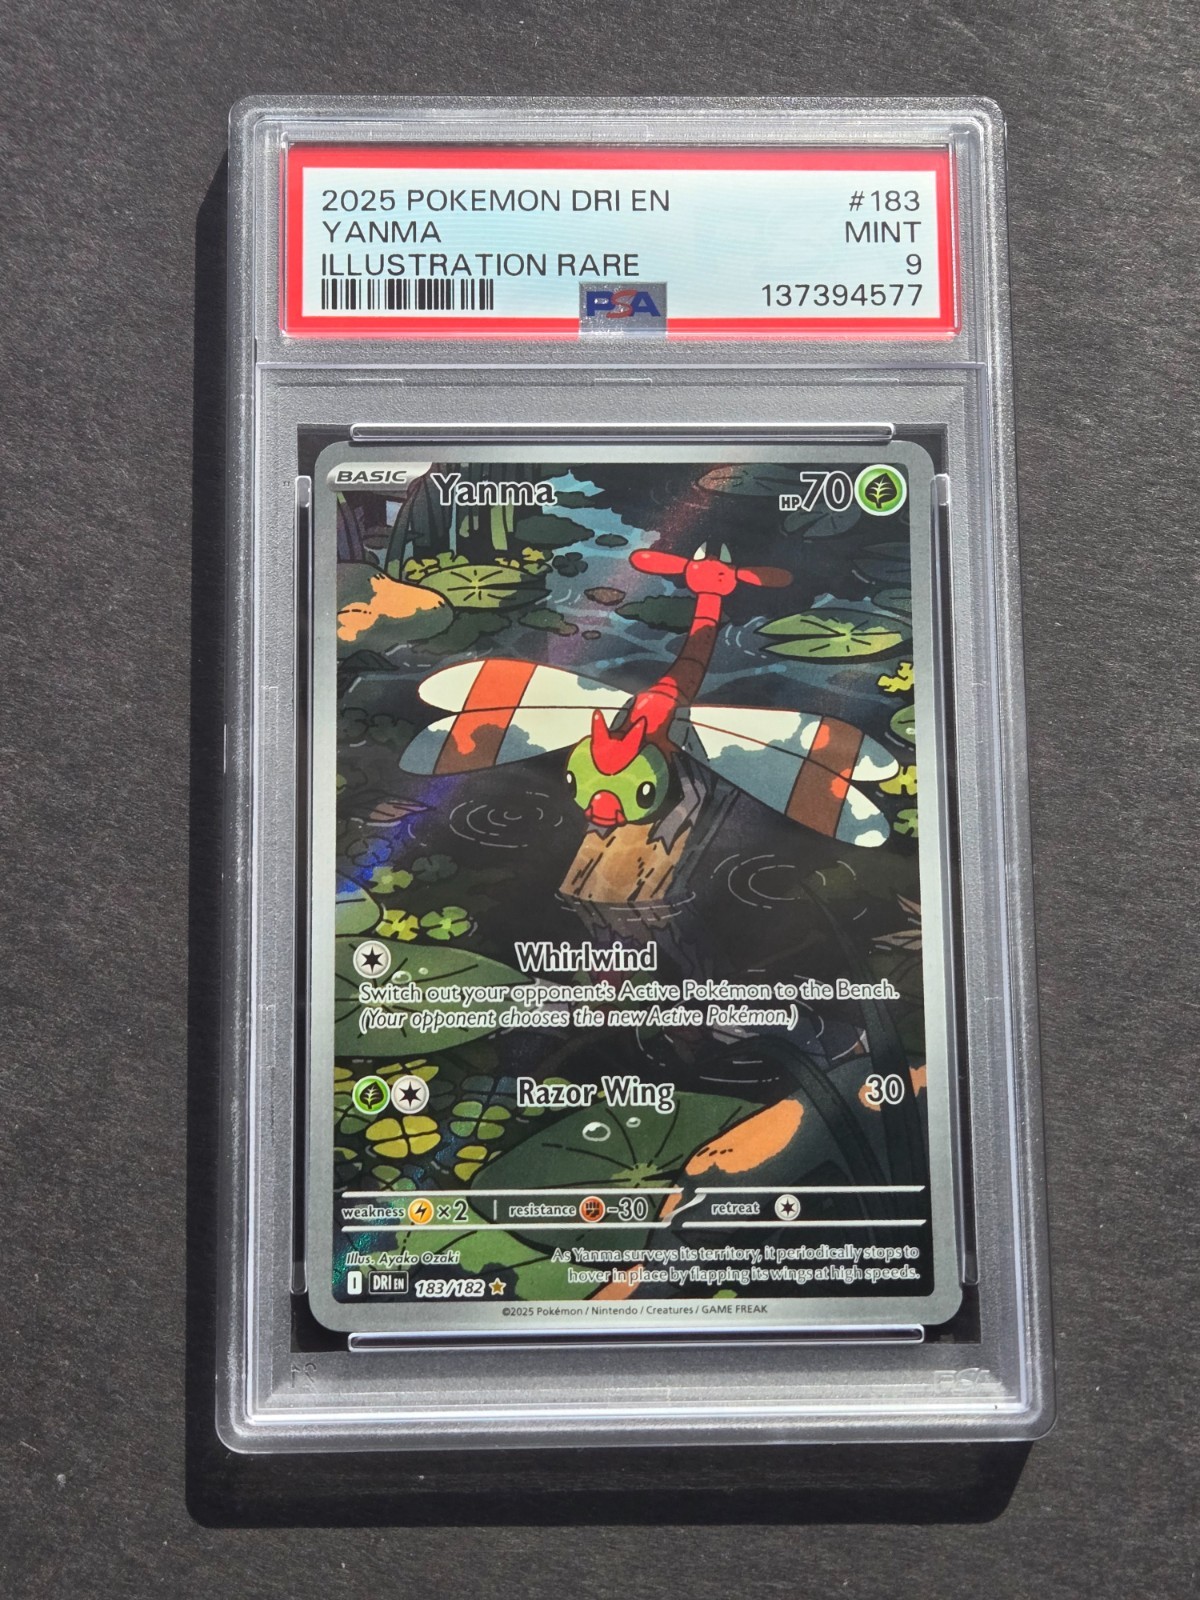 2025 POKEMON DRI EN #183
YANMA MINT
ILLUSTRATION RARE 9
PSA 137394577
BASIC Yanma HP 70
Whirlwind
Switch out your opponent's Active Pokémon to the Bench.
(Your opponent chooses the new Active Pokémon.)
Razor Wing 30
weakness ×2 resistance -30 retreat
Illus. Ayako Ozaki
As Yanma surveys its territory, it periodically stops to
hover in place by flapping its wings at high speeds.
I DRI EN 183/182
©2025 Pokémon / Nintendo / Creatures / GAME FREAK
PSA